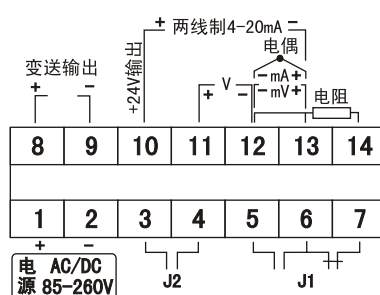 + 两线制4-20mA −
电偶
变送输出
+ −
+24V输出
+ V −
− mA +
− mV +
电阻
8 9 10 11 12 13 14
1 2 3 4 5 6 7
+ −
电 AC/DC
源 85-260V
J2
J1